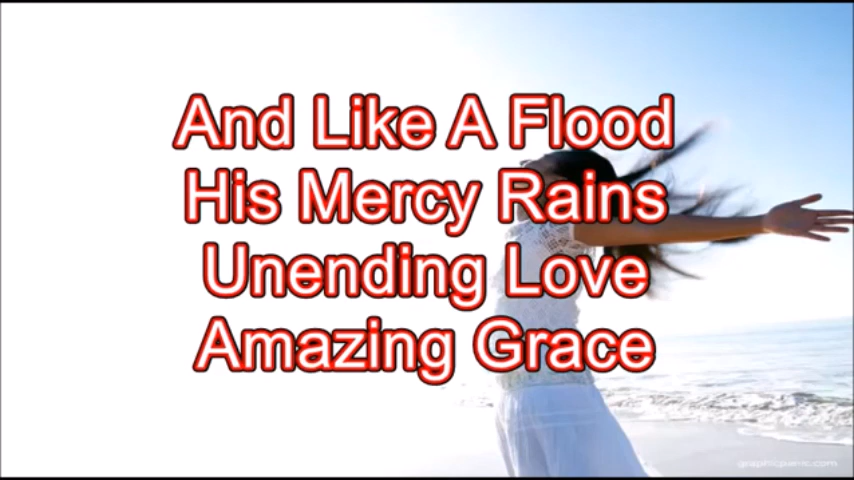 And Like A Flood
His Mercy Rains
Unending Love
Amazing Grace